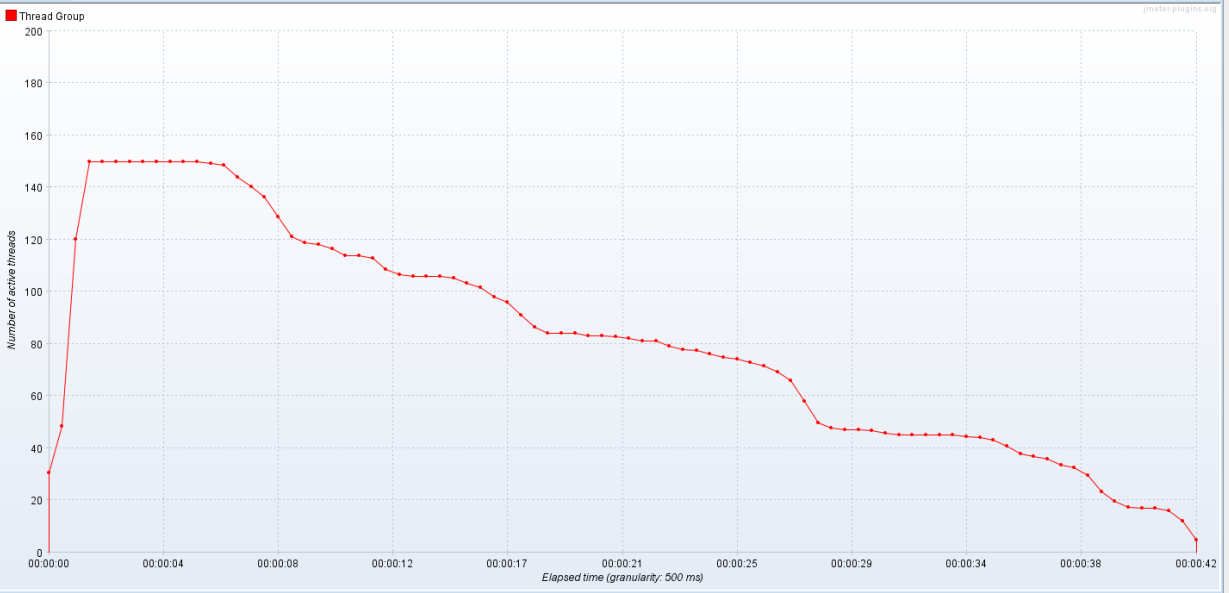 Thread Group
jmeter-plugins.org
200
180
160
140
120
100
80
60
40
20
0
Number of active threads
00:00:00 00:00:04 00:00:08 00:00:12 00:00:17 00:00:21 00:00:25 00:00:29 00:00:34 00:00:38 00:00:42
Elapsed time (granularity: 500 ms)